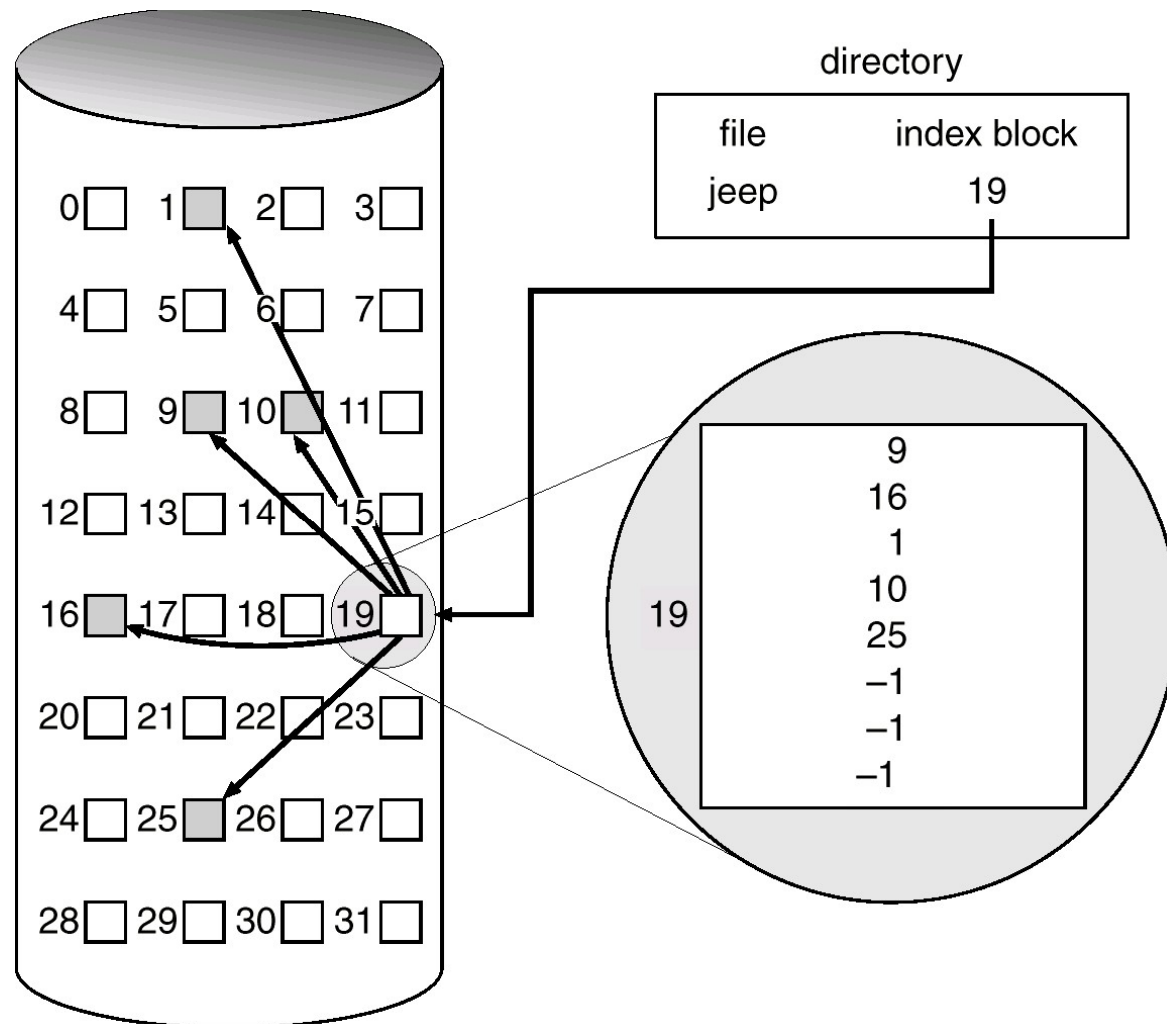 directory
file index block
jeep 19
0 1 2 3
4 5 6 7
8 9 10 11
12 13 14 15
16 17 18 19
20 21 22 23
24 25 26 27
28 29 30 31
19
9
16
1
10
25
–1
–1
–1